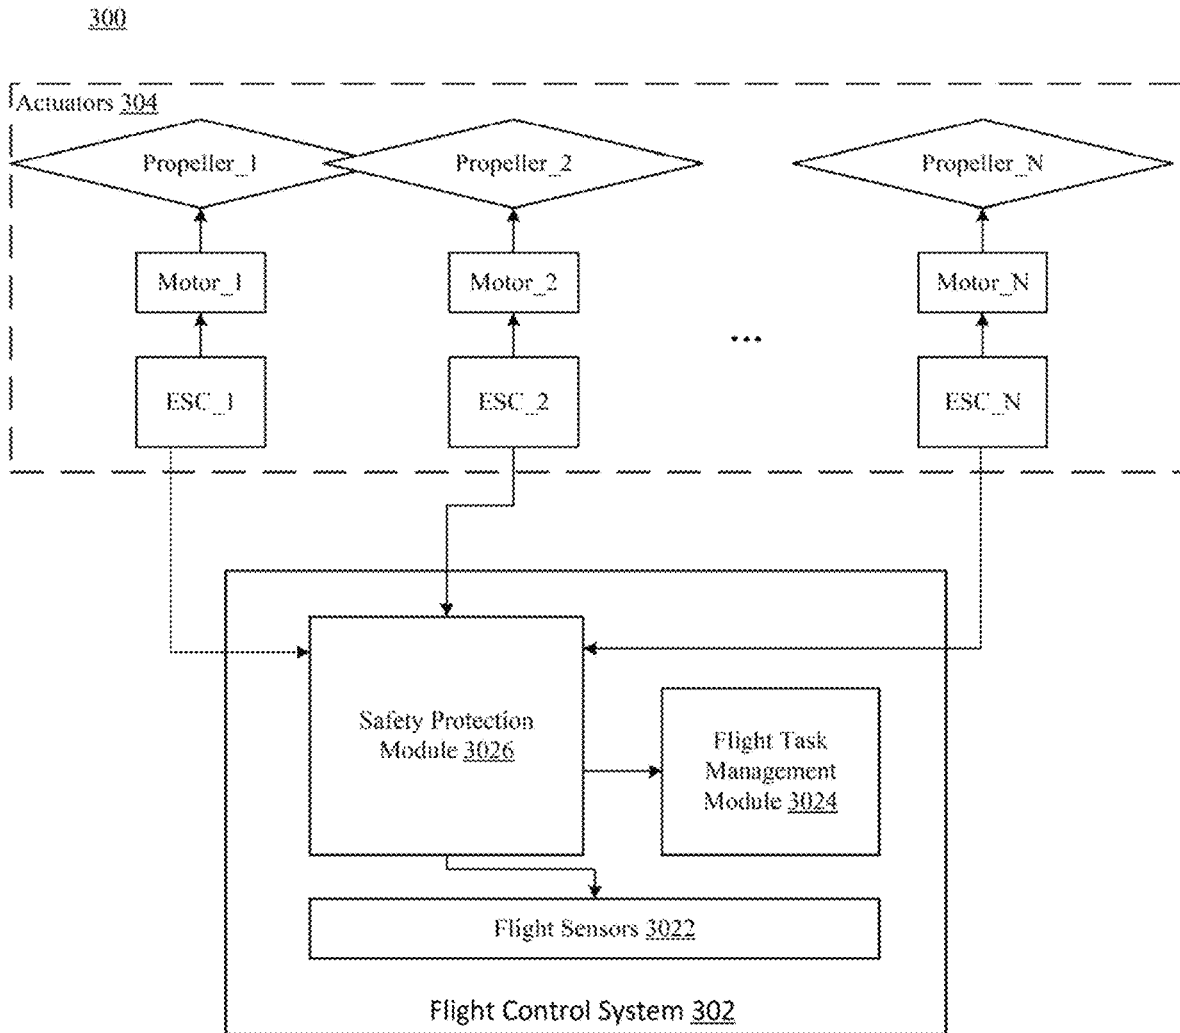 300
Actuators 304
Propeller_1
Propeller_2
Propeller_N
Motor_1
Motor_2
Motor_N
...
ESC_1
ESC_2
ESC_N
Safety Protection
Module 3026
Flight Task
Management
Module 3024
Flight Sensors 3022
Flight Control System 302